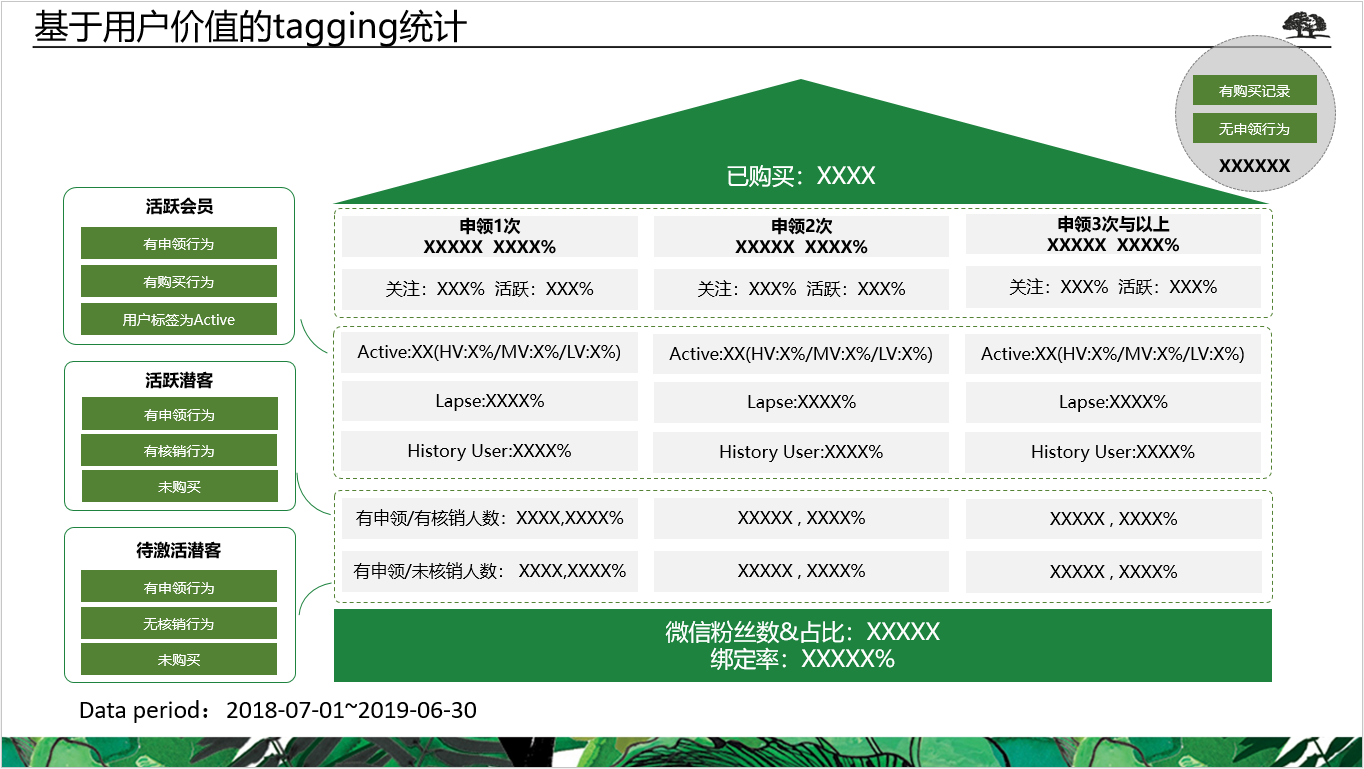 基于用户价值的tagging统计
有购买记录
无申领行为
XXXXXX
已购买：XXXX
活跃会员
有申领行为
有购买行为
用户标签为Active
活跃潜客
有申领行为
有核销行为
未购买
待激活潜客
有申领行为
无核销行为
未购买
申领1次
XXXXX XXXX%
申领2次
XXXXX XXXX%
申领3次与以上
XXXXX XXXX%
关注：XXX% 活跃：XXX%
关注：XXX% 活跃：XXX%
关注：XXX% 活跃：XXX%
Active:XX(HV:X%/MV:X%/LV:X%)
Active:XX(HV:X%/MV:X%/LV:X%)
Active:XX(HV:X%/MV:X%/LV:X%)
Lapse:XXXX%
Lapse:XXXX%
Lapse:XXXX%
History User:XXXX%
History User:XXXX%
History User:XXXX%
有申领/有核销人数：XXXX,XXXX%
XXXXX , XXXX%
XXXXX , XXXX%
有申领/未核销人数： XXXX,XXXX%
XXXXX , XXXX%
XXXXX , XXXX%
微信粉丝数&占比：XXXXX
绑定率：XXXXX%
Data period：2018-07-01~2019-06-30